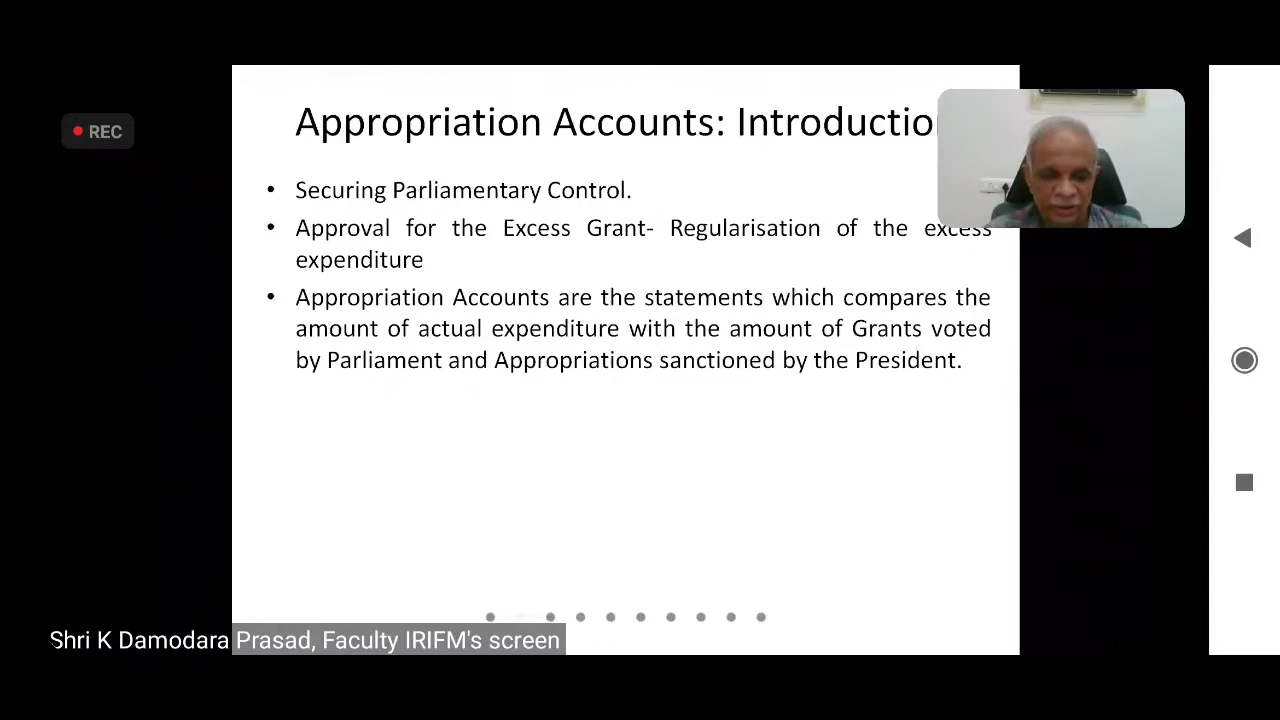 Appropriation Accounts: Introductio
REC
• Securing Parliamentary Control.
• Approval for the Excess Grant- Regularisation of the excess
expenditure
• Appropriation Accounts are the statements which compares the
amount of actual expenditure with the amount of Grants voted
by Parliament and Appropriations sanctioned by the President.
Shri K Damodara Prasad, Faculty IRIFM's screen